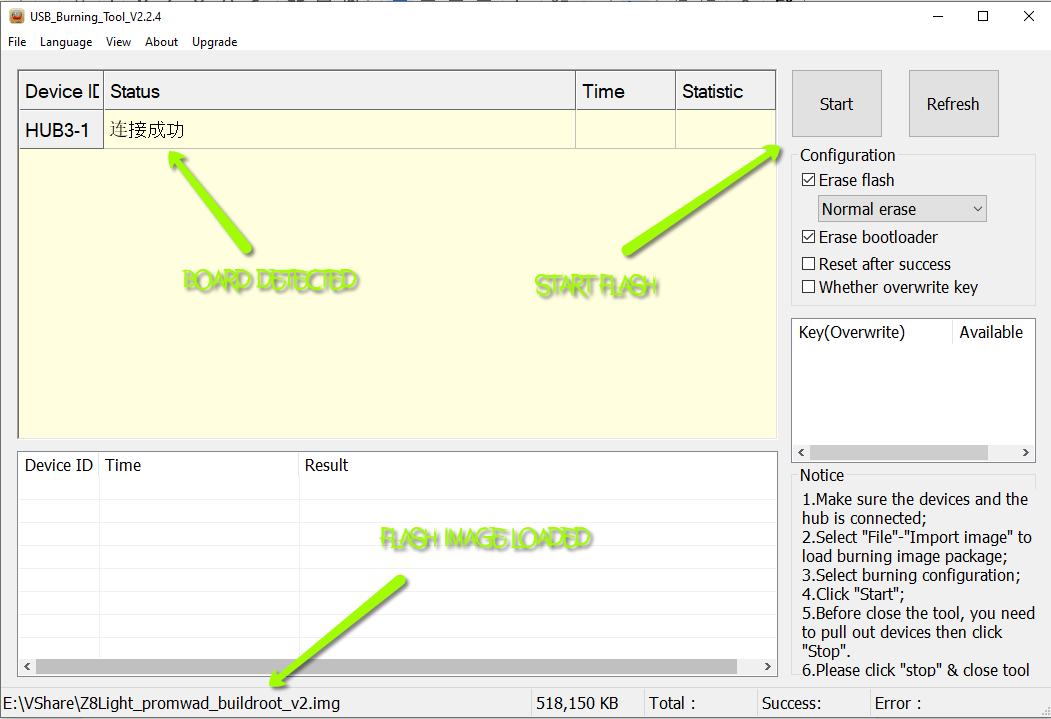 USB_Burning_Tool_V2.2.4
File Language View About Upgrade
Device ID Status Time Statistic
HUB3-1 连接成功
BOARD DETECTED
START FLASH
Start Refresh
Configuration
Erase flash
Normal erase
Erase bootloader
Reset after success
Whether overwrite key
Key(Overwrite) Available
Device ID Time Result
FLASH IMAGE LOADED
Notice
1.Make sure the devices and the
hub is connected;
2.Select "File"-"Import image" to
load burning image package;
3.Select burning configuration;
4.Click "Start";
5.Before close the tool, you need
to pull out devices then click
"Stop".
6.Please click "stop" & close tool
E:\VShare\Z8Light_promwad_buildroot_v2.img 518,150 KB Total : Success: Error :